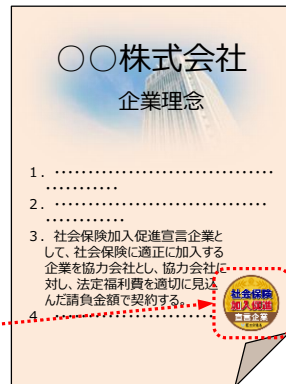 ○○株式会社
企業理念
1．・・・・・・・・・・・・・・・・・・・・・・・・・・・・・・・・
・・・・・・・・・・・
2．・・・・・・・・・・・・・・・・・・・・・・・・・・・・・・・
・・・・・・・・・・・・
3．社会保険加入促進宣言企業と
して、社会保険に適正に加入する
企業を協力会社とし、協力会社に
対し、法定福利費を適切に見込
んだ請負金額で契約する。
4　・・・・・・・・・・・・・・・・・・・・・・・
社会保険
加入促進
宣言企業